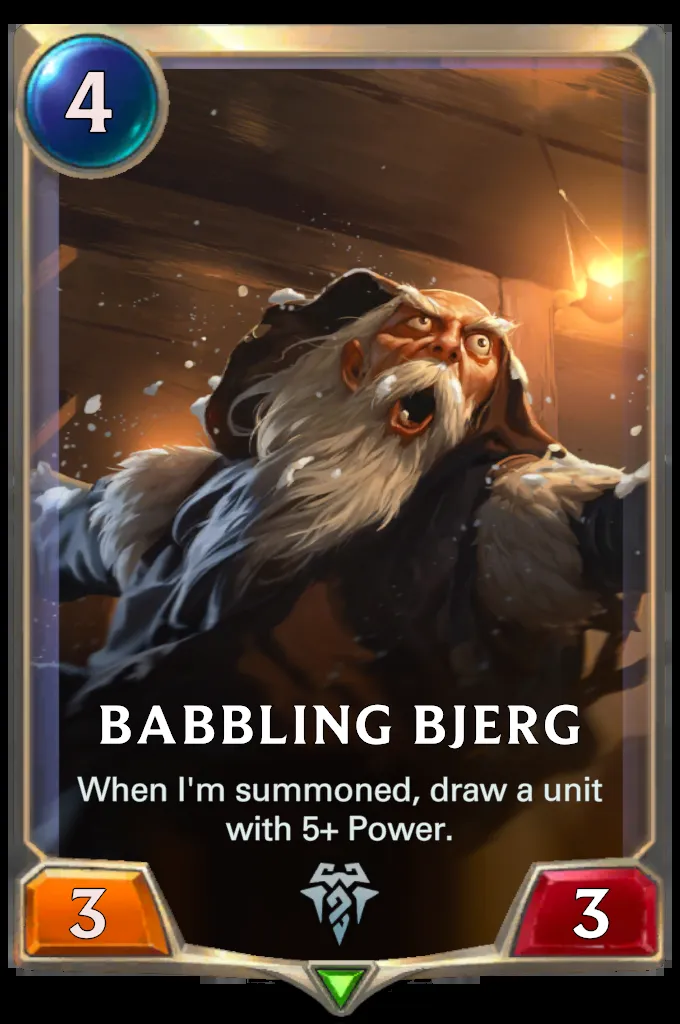 4
BABBLING BJERG
When I'm summoned, draw a unit
with 5+ Power.
3
3